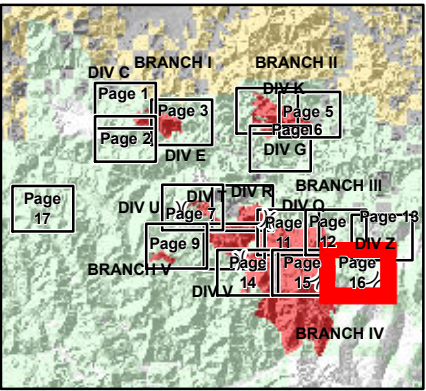 BRANCH I
BRANCH II
DIV C
DIV K
Page 1
Page 3
Page 5
Page 2
Page 6
DIV E
DIV G
Page
17
DIV R
BRANCH III
DIV U
Page 7
DIV O
Page 13
Page
11
Page
12
Page 9
DIV Z
BRANCH V
Page
14
Page
15
Page
16
DIV V
BRANCH IV